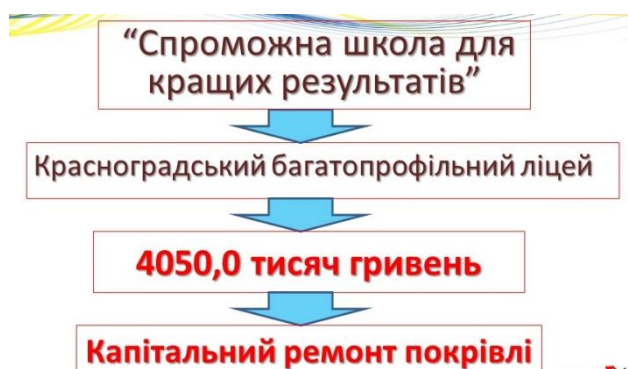 “Спроможна школа для
кращих результатів”
Красноградський багатопрофільний ліцей
4050,0 тисяч гривень
Капітальний ремонт покрівлі